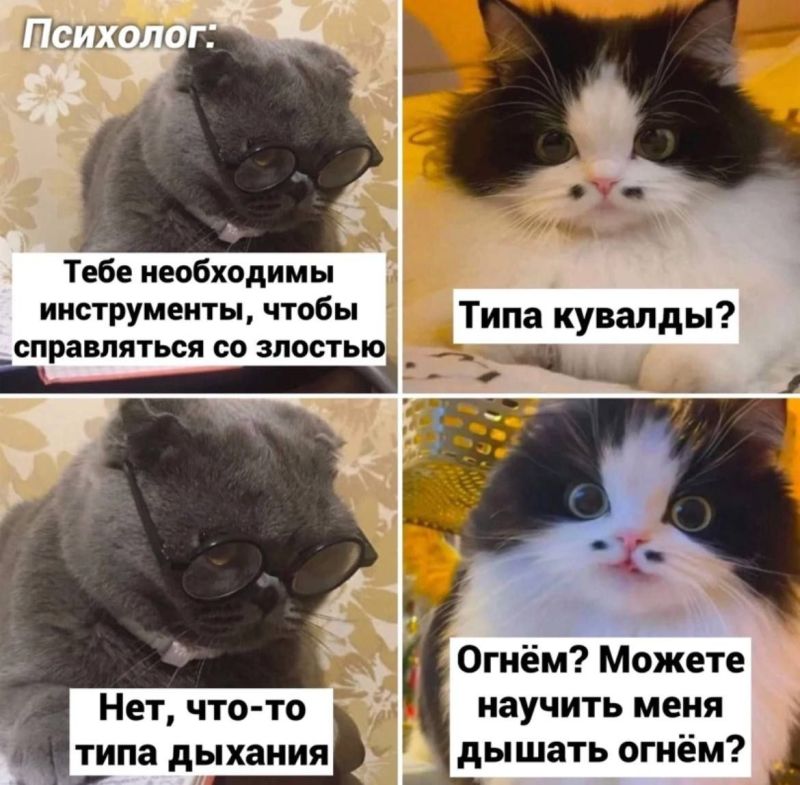 Психолог:
Тебе необходимы
инструменты, чтобы
справляться со злостью
Типа кувалды?
Нет, что-то
типа дыхания
Огнём? Можете
научить меня
дышать огнём?